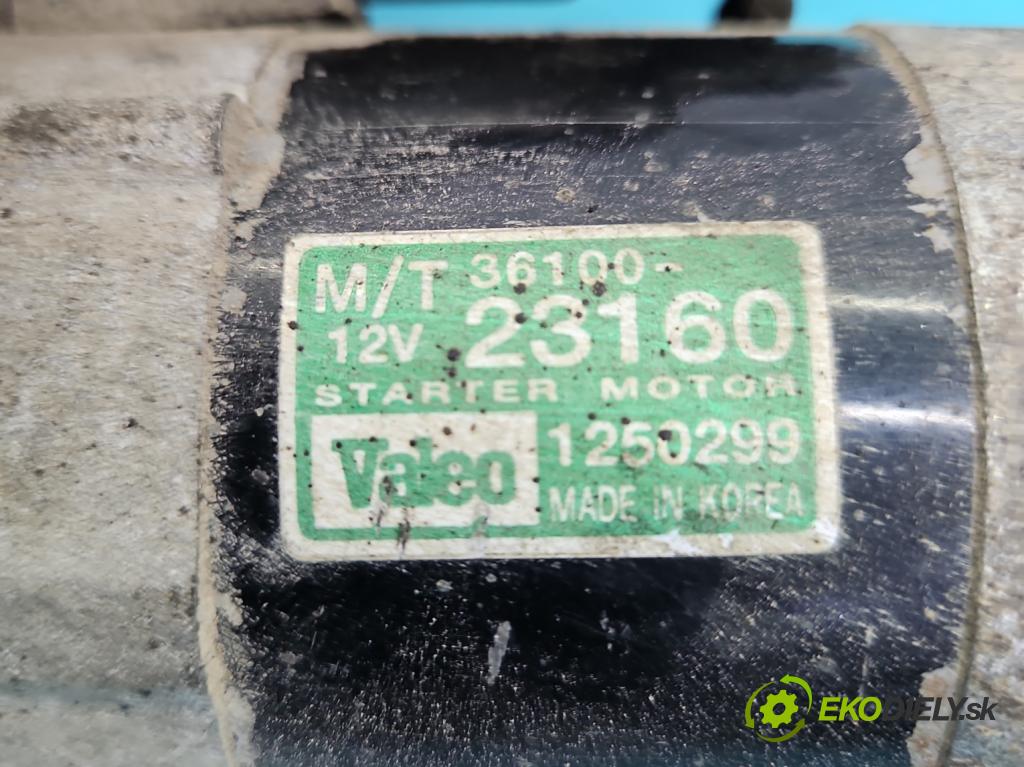 M/T 36100-
12V 23160
STARTER MOTOR
Valeo 1250299
MADE IN KOREA
EKODIELY.sk